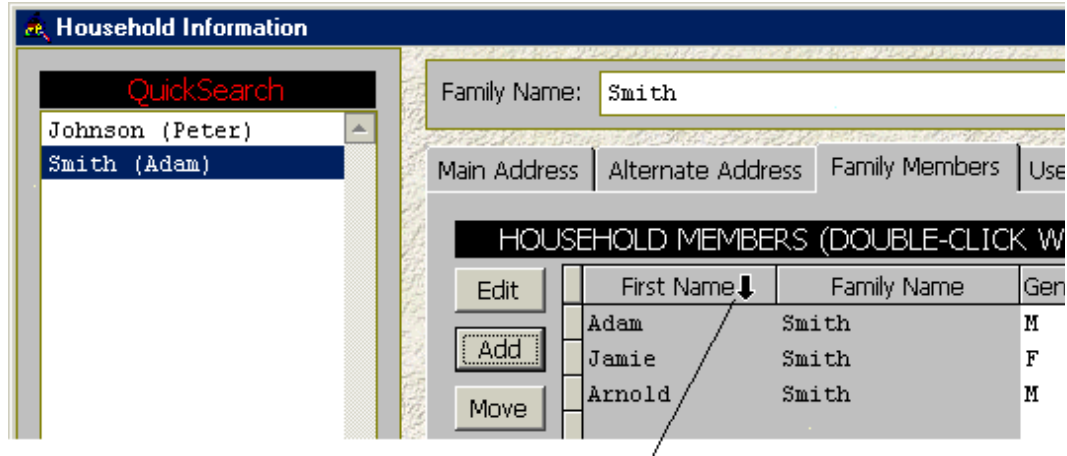 Household Information
QuickSearch
Johnson (Peter)
Smith (Adam)
Family Name: Smith
Main Address Alternate Address Family Members Use
HOUSEHOLD MEMBERS (DOUBLE-CLICK W
Edit
Add
Move
First Name Family Name Gen
Adam Smith M
Jamie Smith F
Arnold Smith M